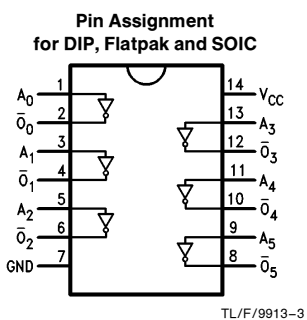 Pin Assignment
for DIP, Flatpak and SOIC
A₀ 1 14 V_CC
Ō₀ 2 13 A₃
A₁ 3 12 Ō₃
Ō₁ 4 11 A₄
A₂ 5 10 Ō₄
Ō₂ 6 9 A₅
GND 7 8 Ō₅
TL/F/9913–3